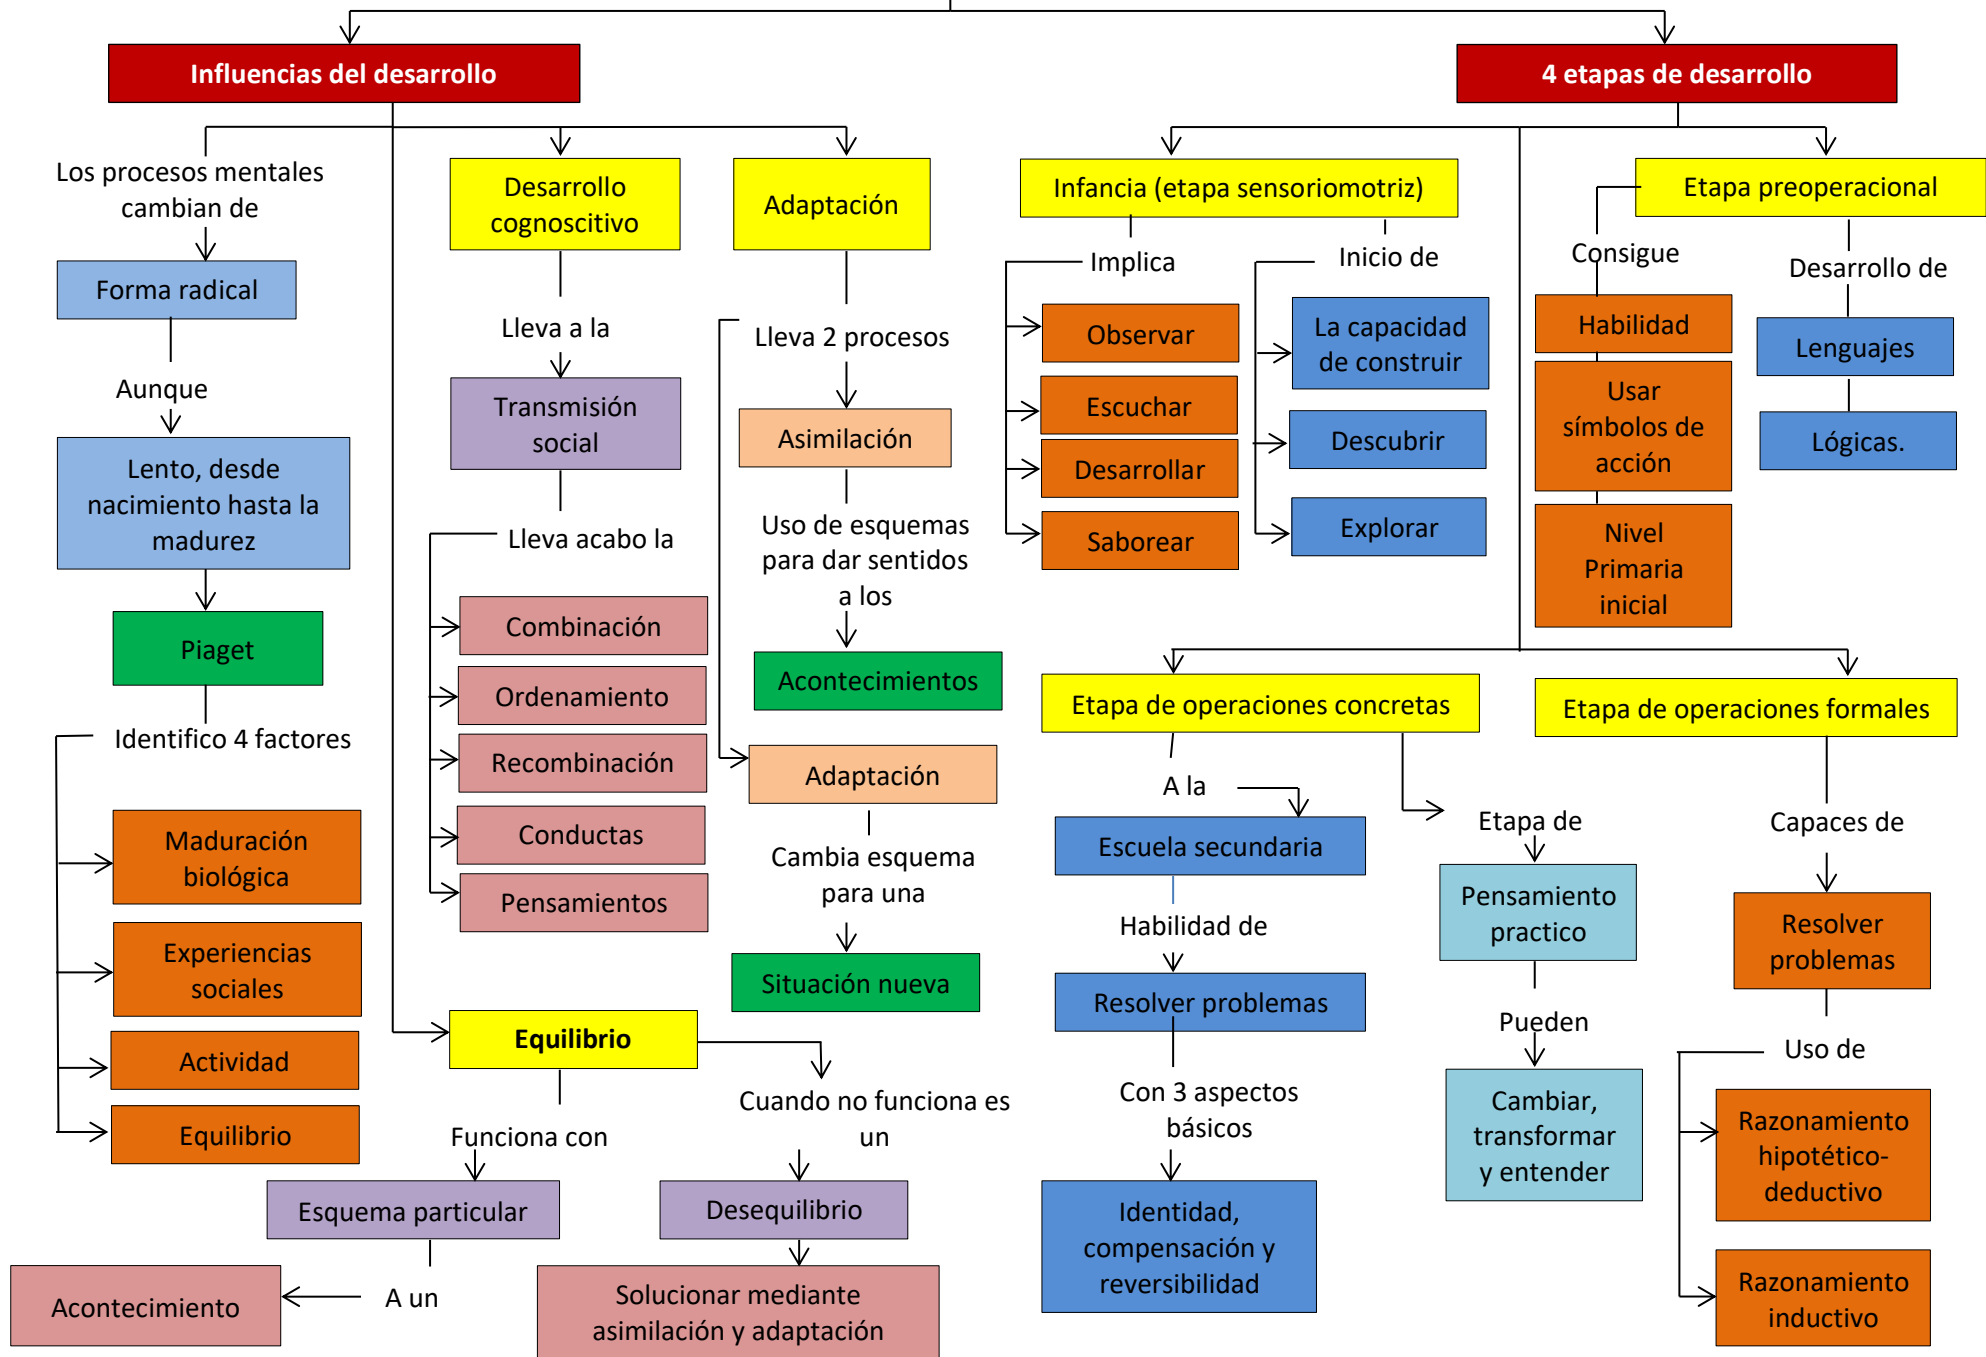 Influencias del desarrollo
4 etapas de desarrollo
Los procesos mentales
cambian de
Forma radical
Aunque
Lento, desde
nacimiento hasta la
madurez
Piaget
Identifico 4 factores
Maduración
biológica
Experiencias
sociales
Actividad
Equilibrio
Desarrollo
cognoscitivo
Lleva a la
Transmisión
social
Lleva acabo la
Combinación
Ordenamiento
Recombinación
Conductas
Pensamientos
Adaptación
Lleva 2 procesos
Asimilación
Uso de esquemas
para dar sentidos
a los
Acontecimientos
Adaptación
Cambia esquema
para una
Situación nueva
Equilibrio
Funciona con
Esquema particular
A un
Acontecimiento
Cuando no funciona es
un
Desequilibrio
Solucionar mediante
asimilación y adaptación
Infancia (etapa sensoriomotriz)
Implica
Observar
Escuchar
Desarrollar
Saborear
Inicio de
La capacidad
de construir
Descubrir
Explorar
Etapa preoperacional
Consigue
Habilidad
Usar
símbolos de
acción
Nivel
Primaria
inicial
Desarrollo de
Lenguajes
Lógicas.
Etapa de operaciones concretas
A la
Escuela secundaria
Habilidad de
Resolver problemas
Con 3 aspectos
básicos
Identidad,
compensación y
reversibilidad
Etapa de
Pensamiento
practico
Pueden
Cambiar,
transformar
y entender
Etapa de operaciones formales
Capaces de
Resolver
problemas
Uso de
Razonamiento
hipotético-
deductivo
Razonamiento
inductivo